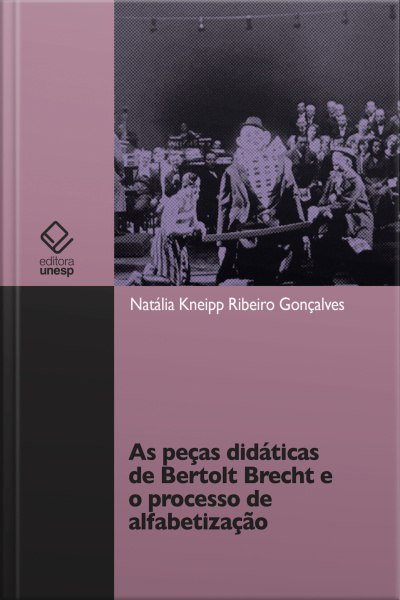 editora
unesp
Natália Kneipp Ribeiro Gonçalves
As peças didáticas
de Bertolt Brecht e
o processo de
alfabetização